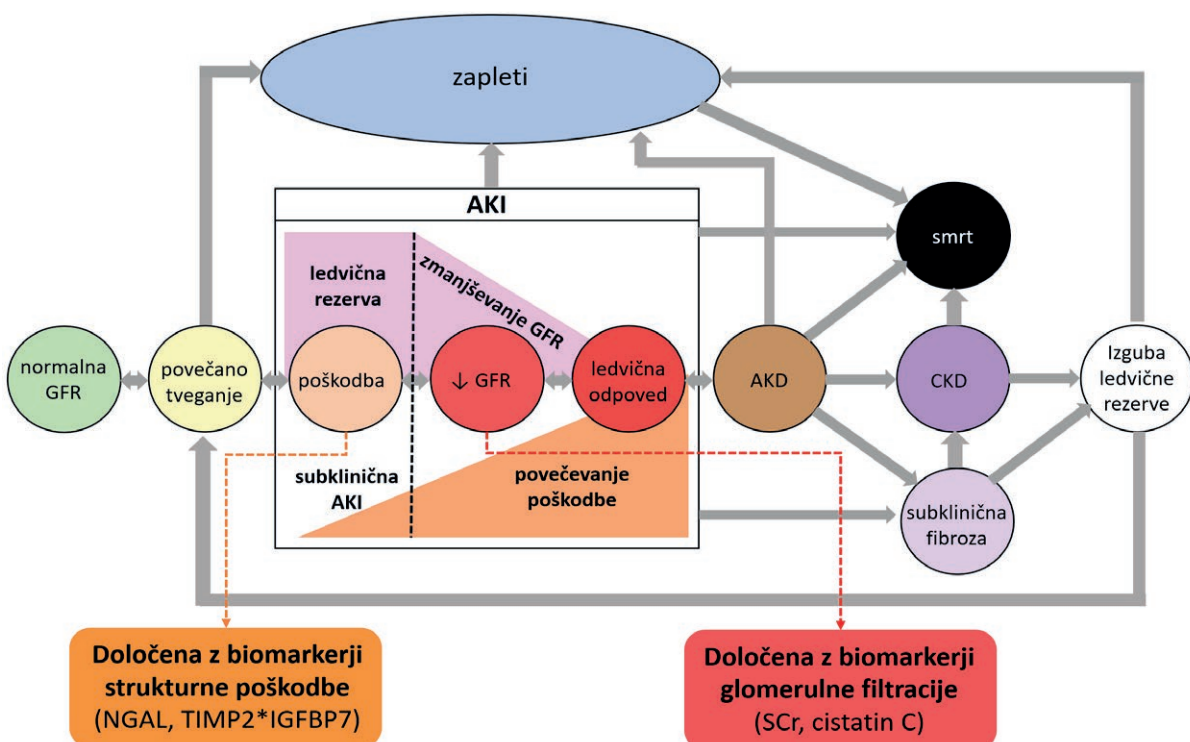 zapleti
AKI
smrt
ledvična
rezerva
zmanjševanje GFR
normalna
GFR
povečano
tveganje
poškodba
↓ GFR
ledvična
odpoved
AKD
CKD
Izguba
ledvične
rezerve
subklinična
AKI
povečevanje
poškodbe
subklinična
fibroza
Določena z biomarkerji
strukturne poškodbe
(NGAL, TIMP2*IGFBP7)
Določena z biomarkerji
glomerulne filtracije
(SCr, cistatin C)